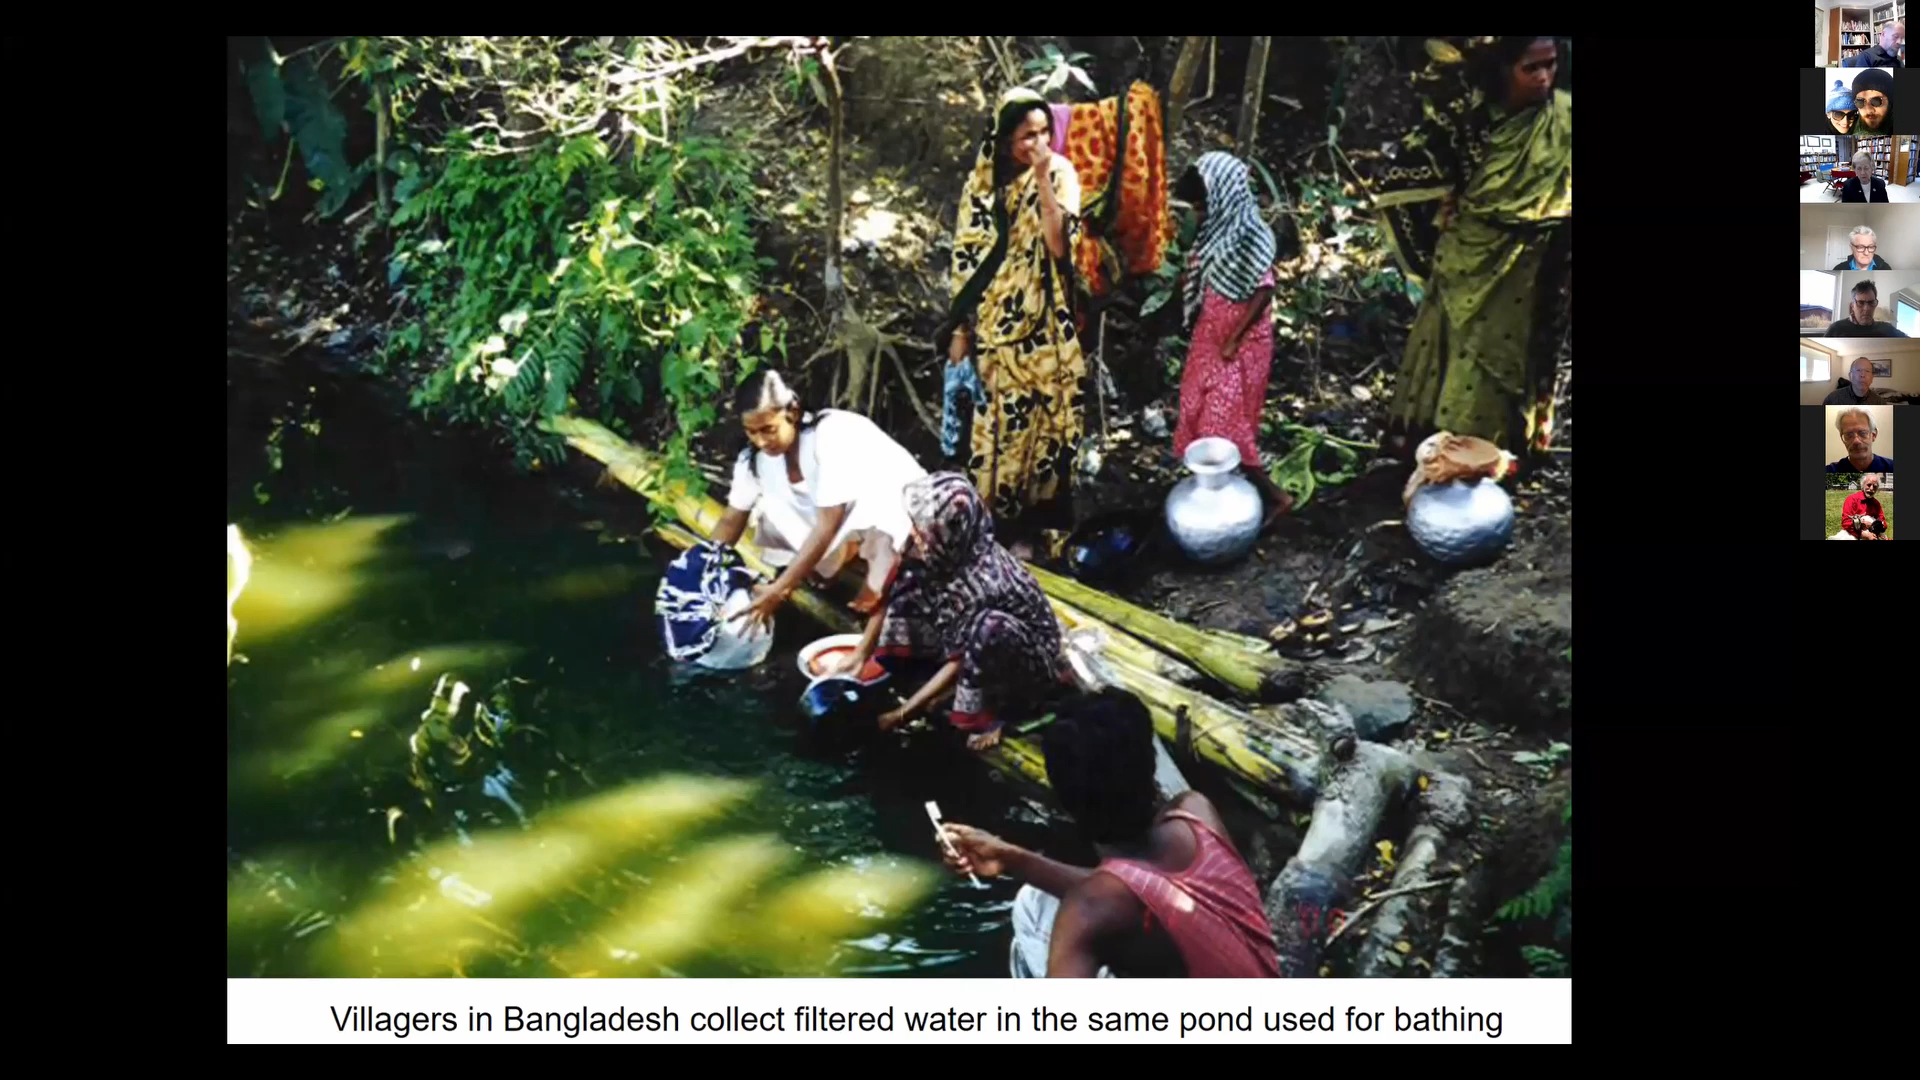 Villagers in Bangladesh collect filtered water in the same pond used for bathing